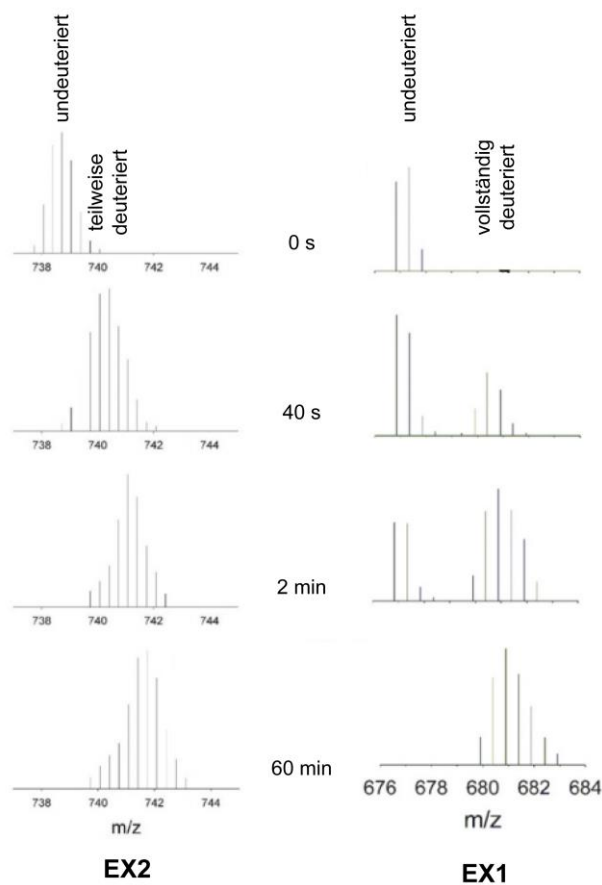 undeuteriert
teilweise
deuteriert
738 740 742 744
undeuteriert
vollständig
deuteriert
0 s
738 740 742 744
40 s
738 740 742 744
2 min
738 740 742 744
m/z
60 min
676 678 680 682 684
m/z
EX2
EX1